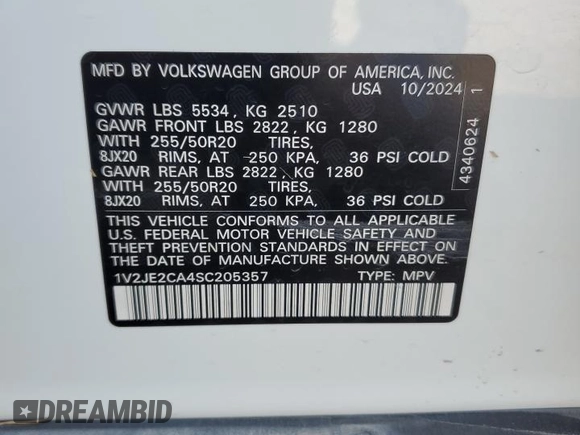 MFD BY VOLKSWAGEN GROUP OF AMERICA, INC.
USA 10/2024
GVWR LBS 5534, KG 2510
GAWR FRONT LBS 2822, KG 1280
WITH 255/50R20 TIRES,
8JX20 RIMS, AT 250 KPA, 36 PSI COLD
GAWR REAR LBS 2822, KG 1280
WITH 255/50R20 TIRES,
8JX20 RIMS, AT 250 KPA, 36 PSI COLD
THIS VEHICLE CONFORMS TO ALL APPLICABLE
U.S. FEDERAL MOTOR VEHICLE SAFETY AND
THEFT PREVENTION STANDARDS IN EFFECT ON
THE DATE OF MANUFACTURE SHOWN ABOVE.
1V2JE2CA4SC205357 TYPE: MPV
4340624 1
DREAMBID